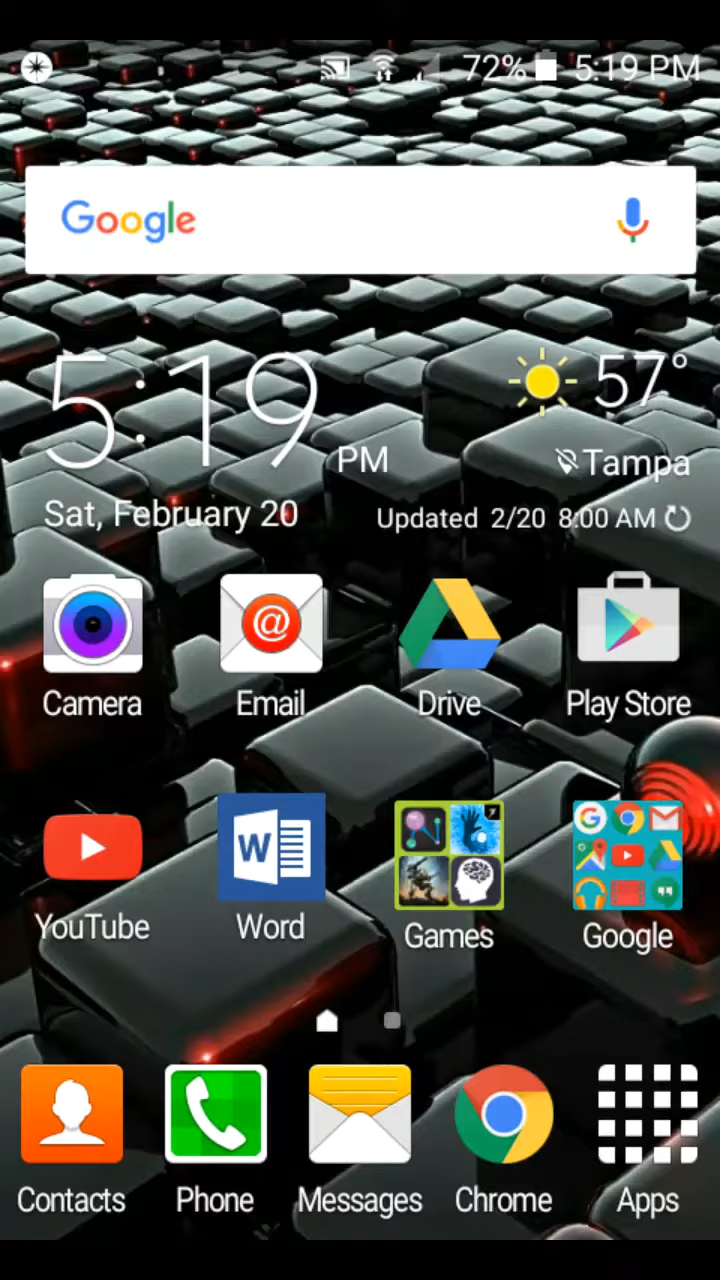 72% 5:19 PM
Google
5:19 PM
57°
Tampa
Sat, February 20
Updated 2/20 8:00 AM
Camera Email Drive Play Store
YouTube Word Games Google
Contacts Phone Messages Chrome Apps